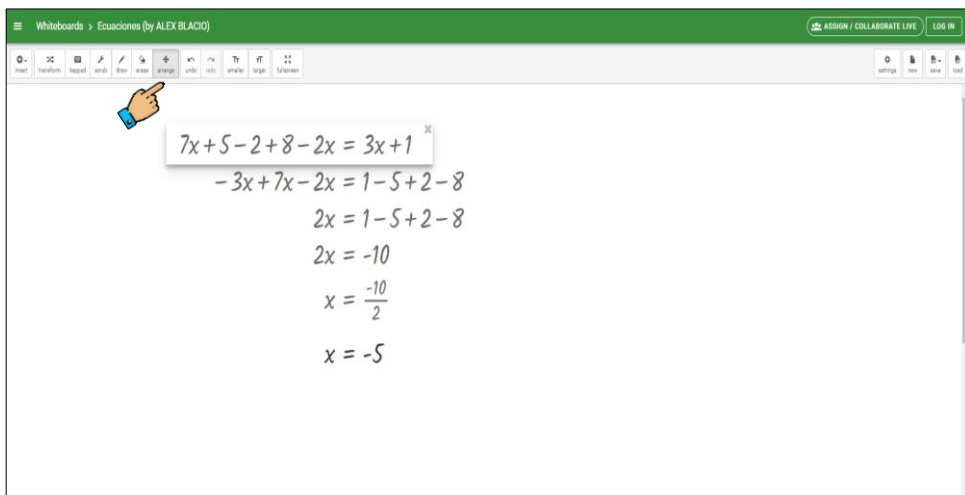 Whiteboards > Ecuaciones (by ALEX BLACIO)
ASSIGN / COLLABORATE LIVE LOG IN
insert transform keypad scrub draw erase arrange undo redo smaller larger fullscreen settings new save load
7x + 5 − 2 + 8 − 2x = 3x + 1
− 3x + 7x − 2x = 1 − 5 + 2 − 8
2x = 1 − 5 + 2 − 8
2x = -10
x = -10/2
x = -5